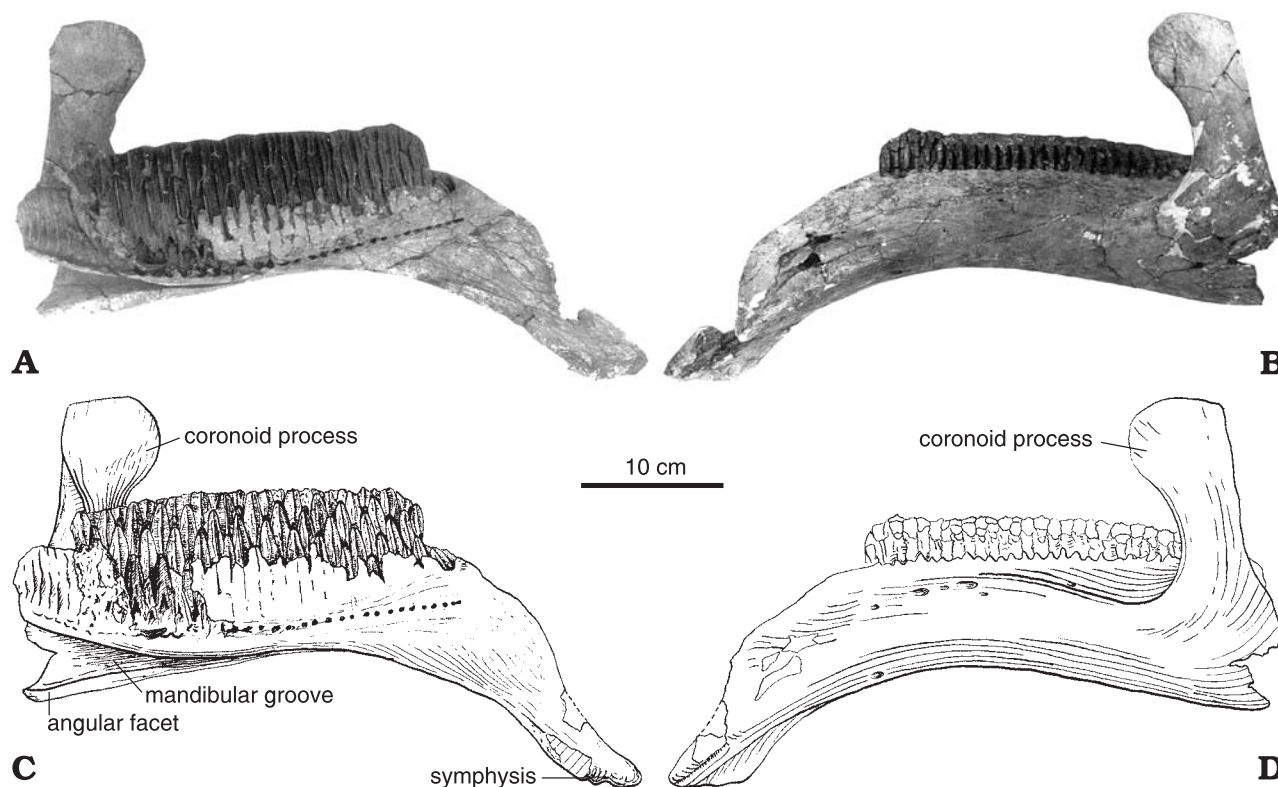 A
B
coronoid process
coronoid process
10 cm
mandibular groove
angular facet
symphysis
C
D